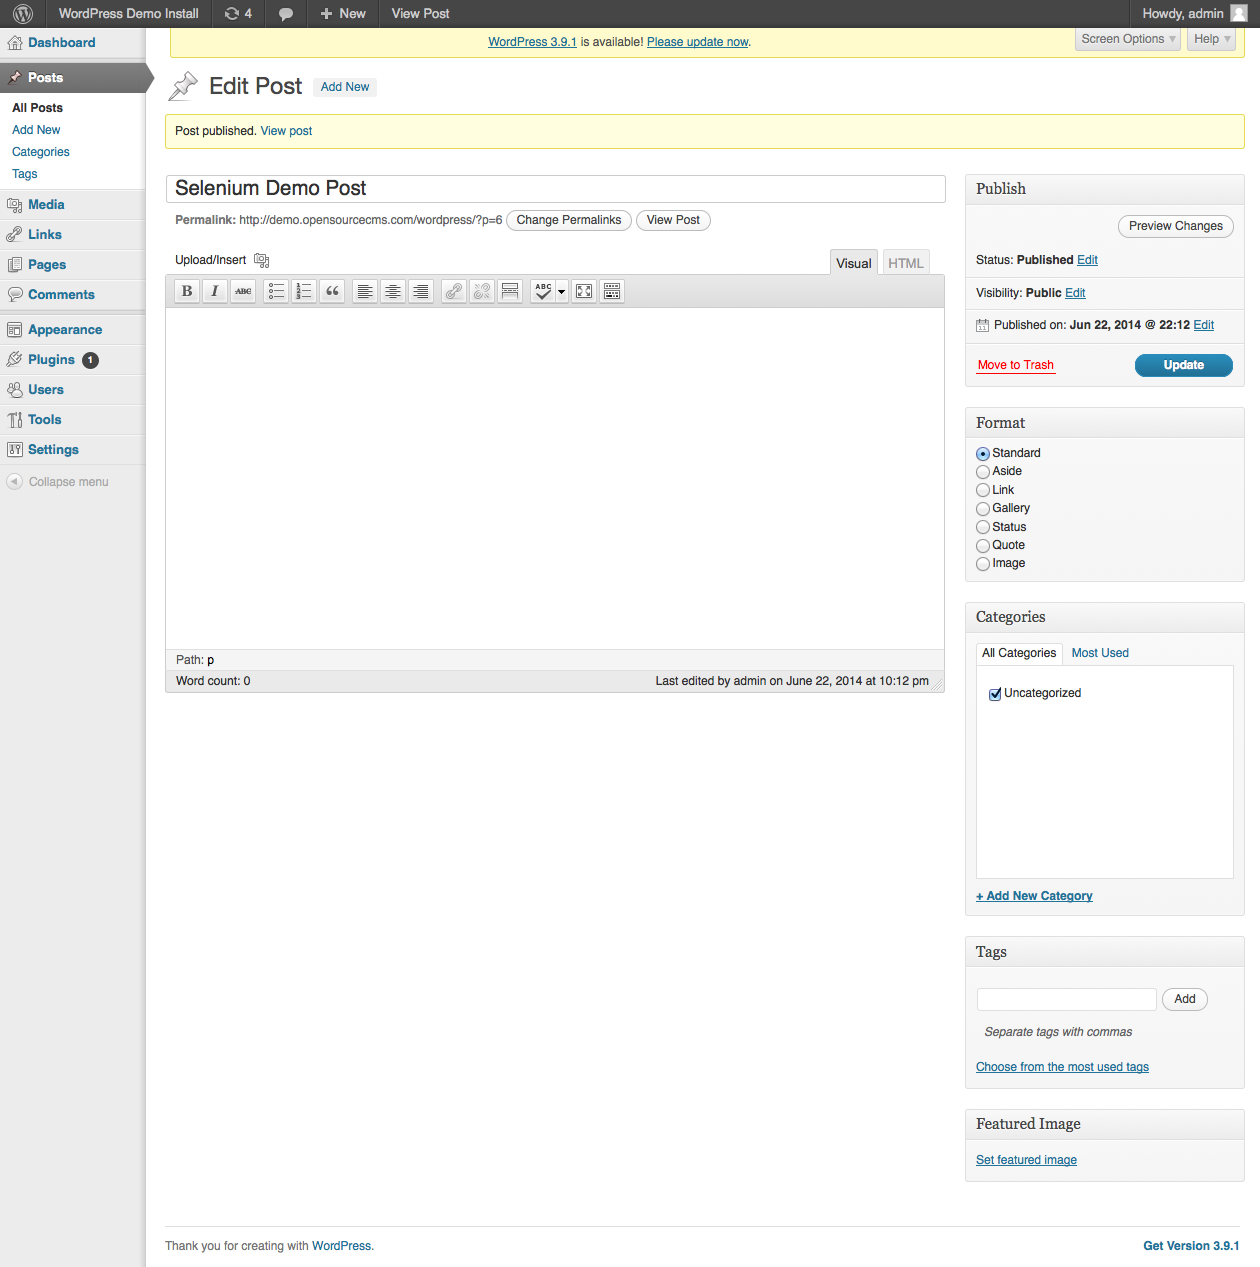 WordPress Demo Install 4 New View Post Howdy, admin
WordPress 3.9.1 is available! Please update now.
Screen Options Help
Dashboard
Posts
All Posts
Add New
Categories
Tags
Media
Links
Pages
Comments
Appearance
Plugins 1
Users
Tools
Settings
Collapse menu
Edit Post Add New
Post published. View post
Selenium Demo Post
Permalink: http://demo.opensourcecms.com/wordpress/?p=6 Change Permalinks View Post
Upload/Insert Visual HTML
B I ABC ABC
Path: p
Word count: 0 Last edited by admin on June 22, 2014 at 10:12 pm
Publish
Preview Changes
Status: Published Edit
Visibility: Public Edit
Published on: Jun 22, 2014 @ 22:12 Edit
Move to Trash Update
Format
Standard
Aside
Link
Gallery
Status
Quote
Image
Categories
All Categories Most Used
Uncategorized
+ Add New Category
Tags
Add
Separate tags with commas
Choose from the most used tags
Featured Image
Set featured image
Thank you for creating with WordPress. Get Version 3.9.1